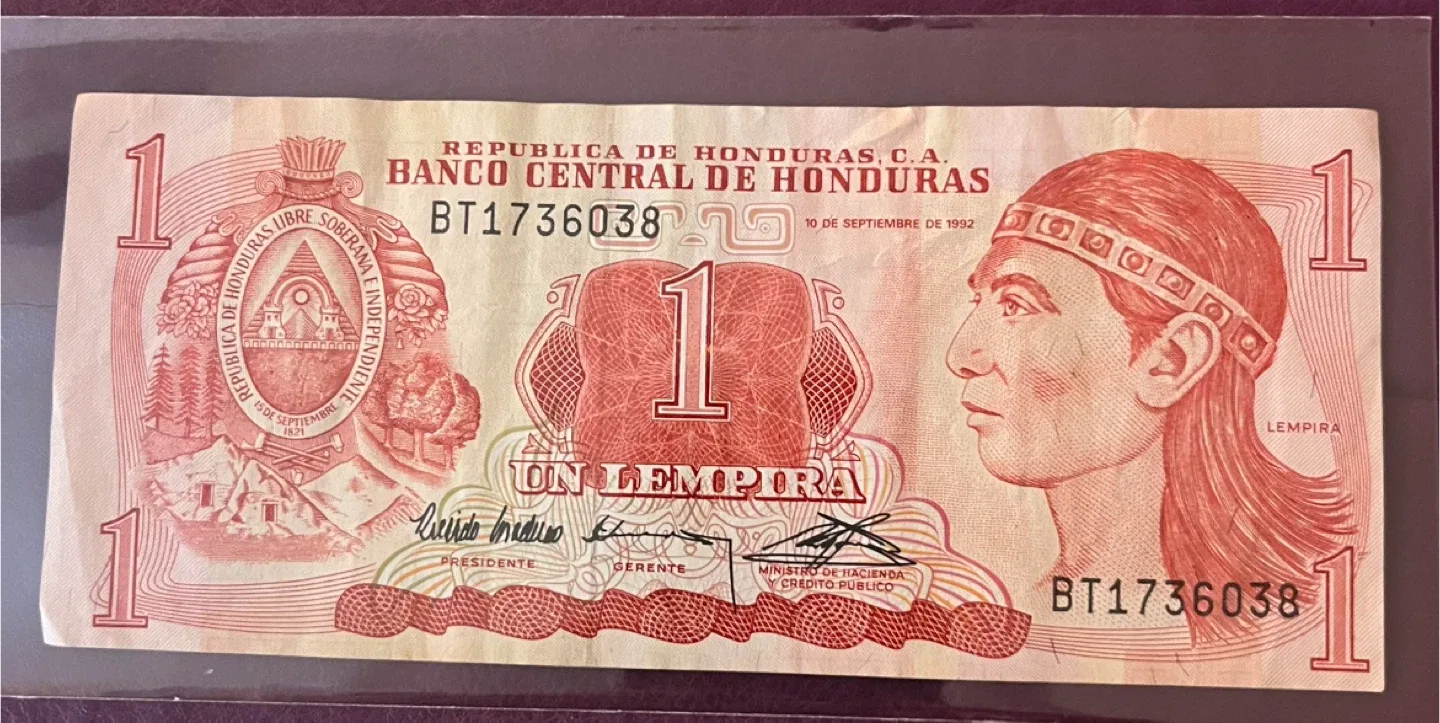 1
1
REPUBLICA DE HONDURAS, C.A.
BANCO CENTRAL DE HONDURAS
BT1736038
10 DE SEPTIEMBRE DE 1992
REPUBLICA DE HONDURAS LIBRE SOBERANA E INDEPENDIENTE
15 DE SEPTIEMBRE
1821
1
LEMPIRA
UN LEMPIRA
PRESIDENTE
GERENTE
MINISTRO DE HACIENDA
Y CREDITO PUBLICO
1
BT1736038
1